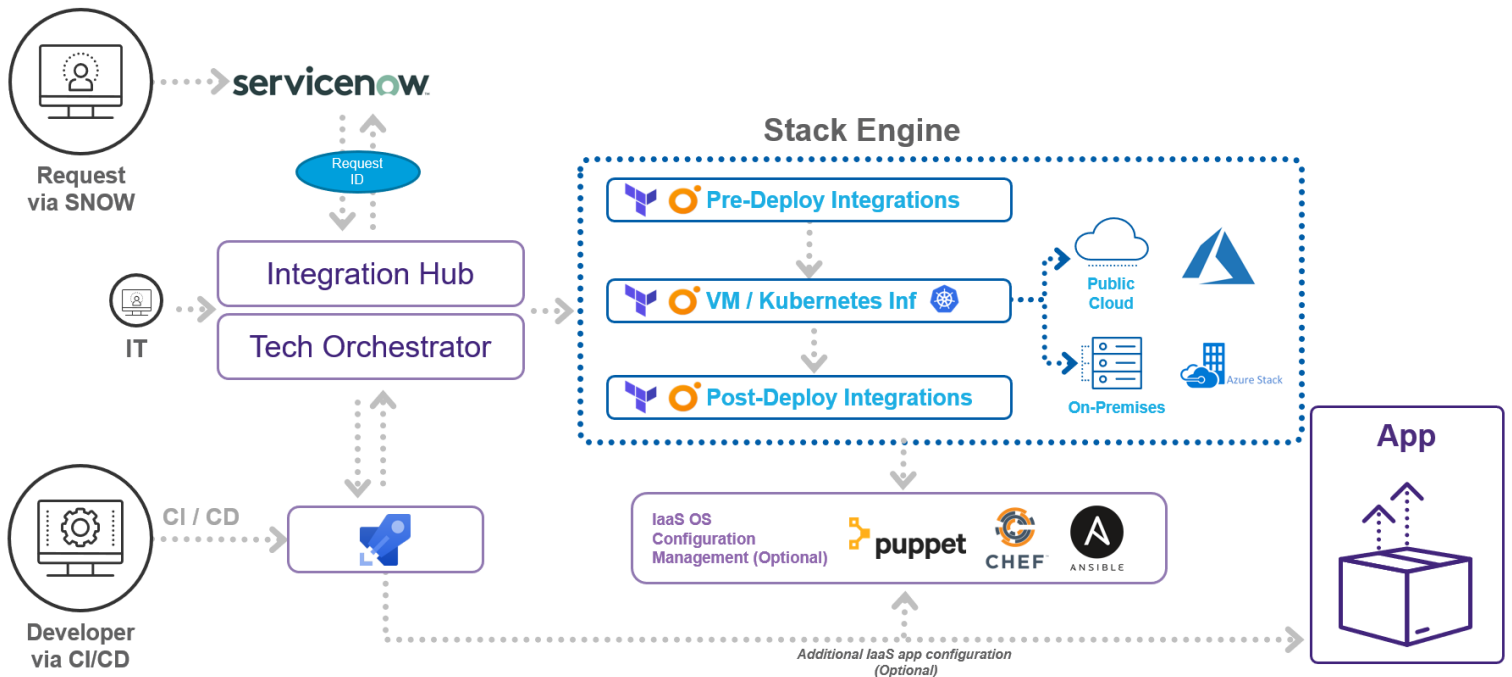 servicenow
Request
via SNOW
Request
ID
Stack Engine
Pre-Deploy Integrations
Integration Hub
VM / Kubernetes Inf
Public
Cloud
IT
Tech Orchestrator
Azure Stack
Post-Deploy Integrations
On-Premises
App
CI / CD
IaaS OS
Configuration
Management (Optional)
puppet
CHEF
A
ANSIBLE
Developer
via CI/CD
Additional IaaS app configuration
(Optional)